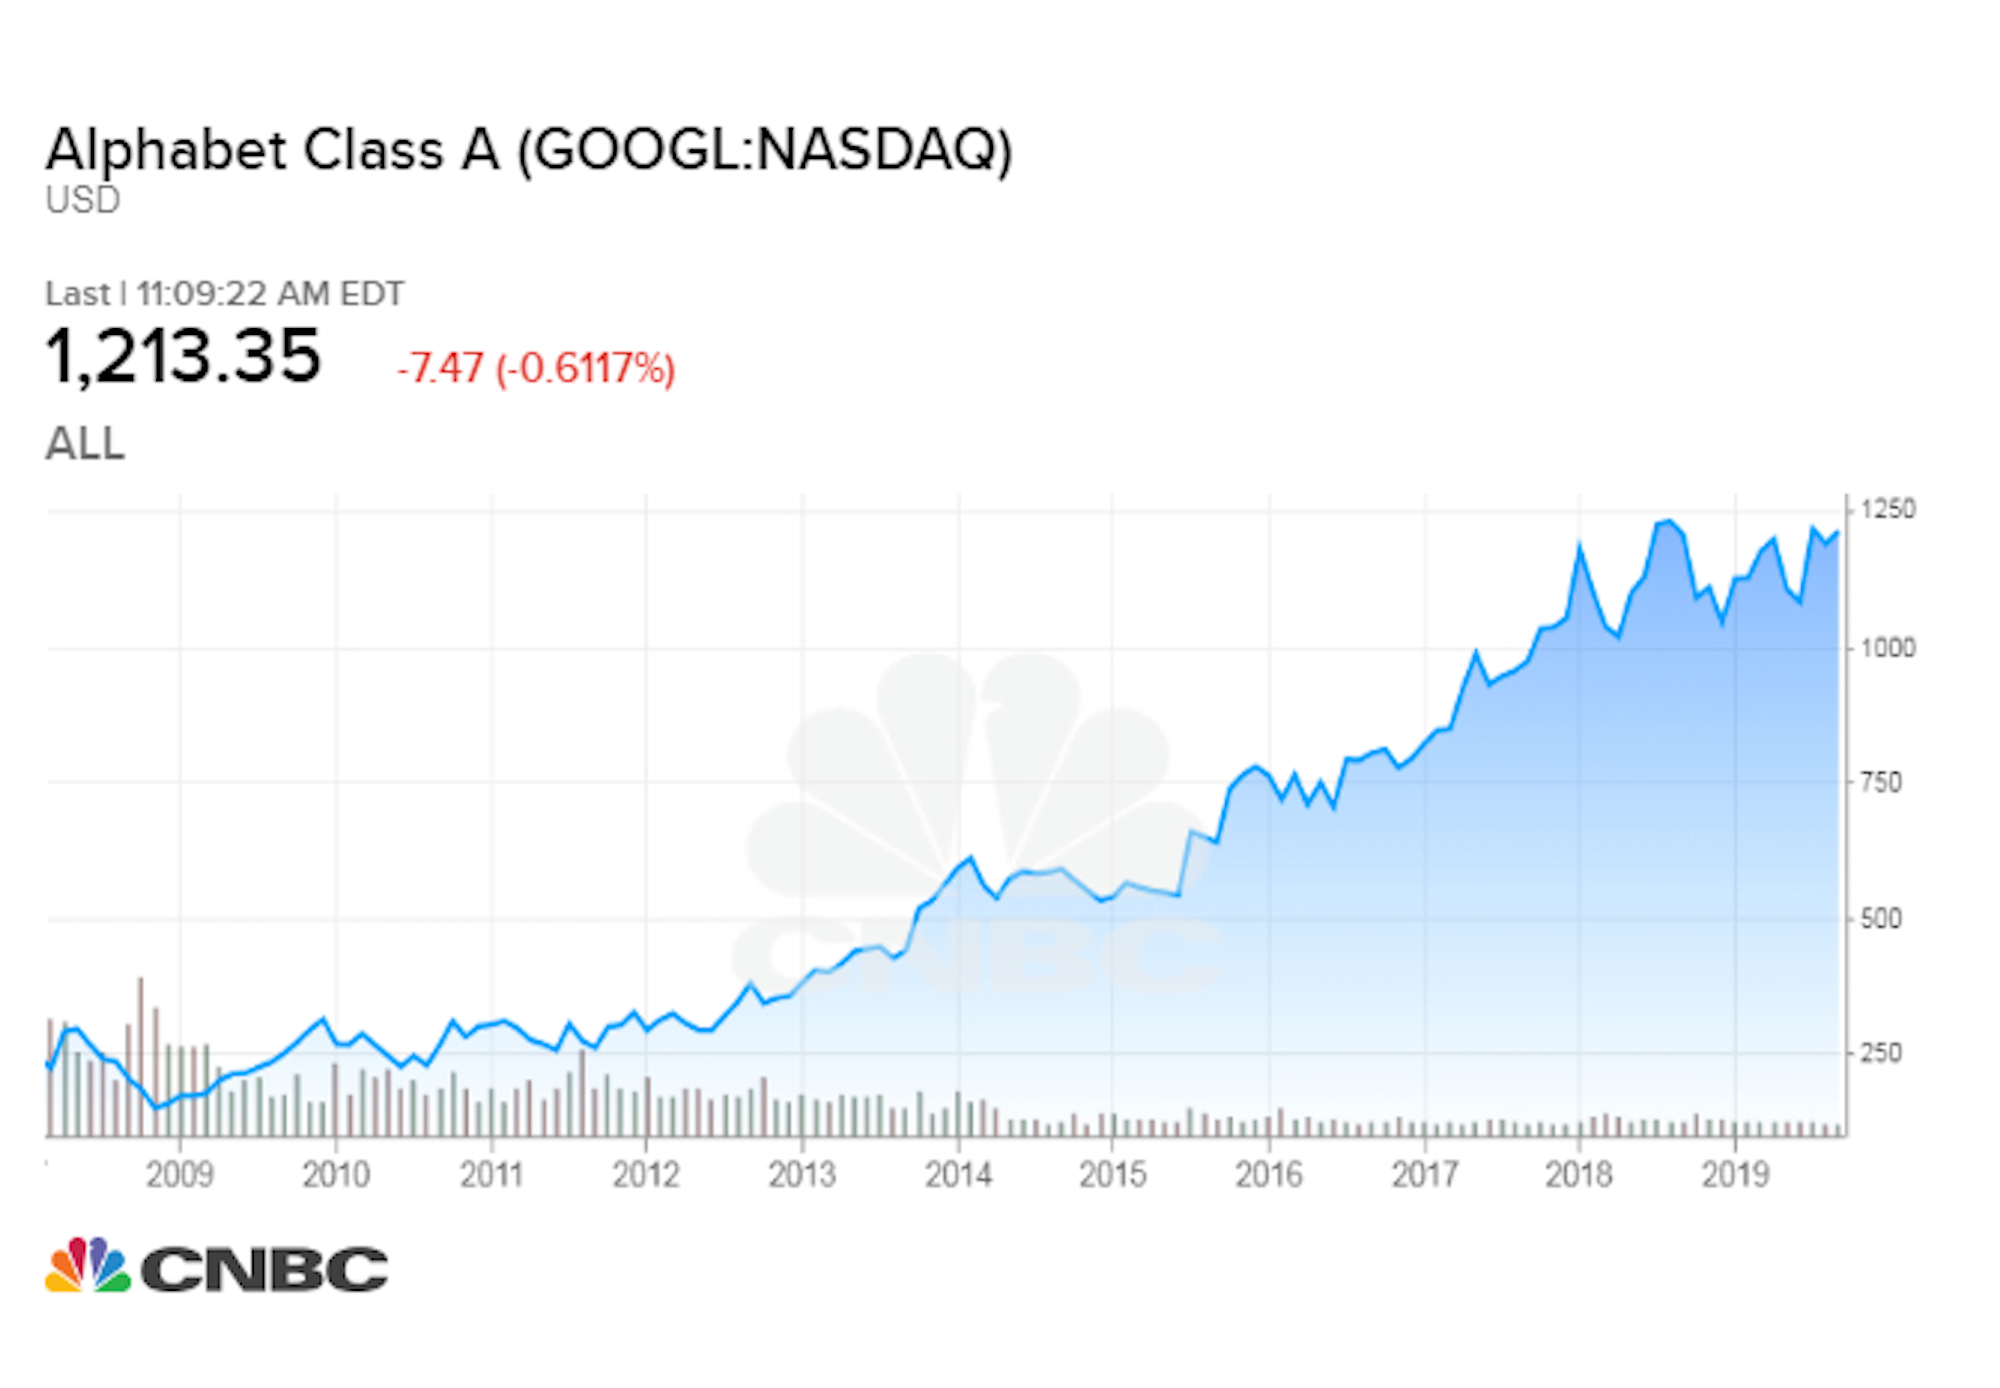 Alphabet Class A (GOOGL:NASDAQ)
USD
Last | 11:09:22 AM EDT
1,213.35 -7.47 (-0.6117%)
ALL
1250
1000
750
500
250
CNBC
2009 2010 2011 2012 2013 2014 2015 2016 2017 2018 2019
CNBC